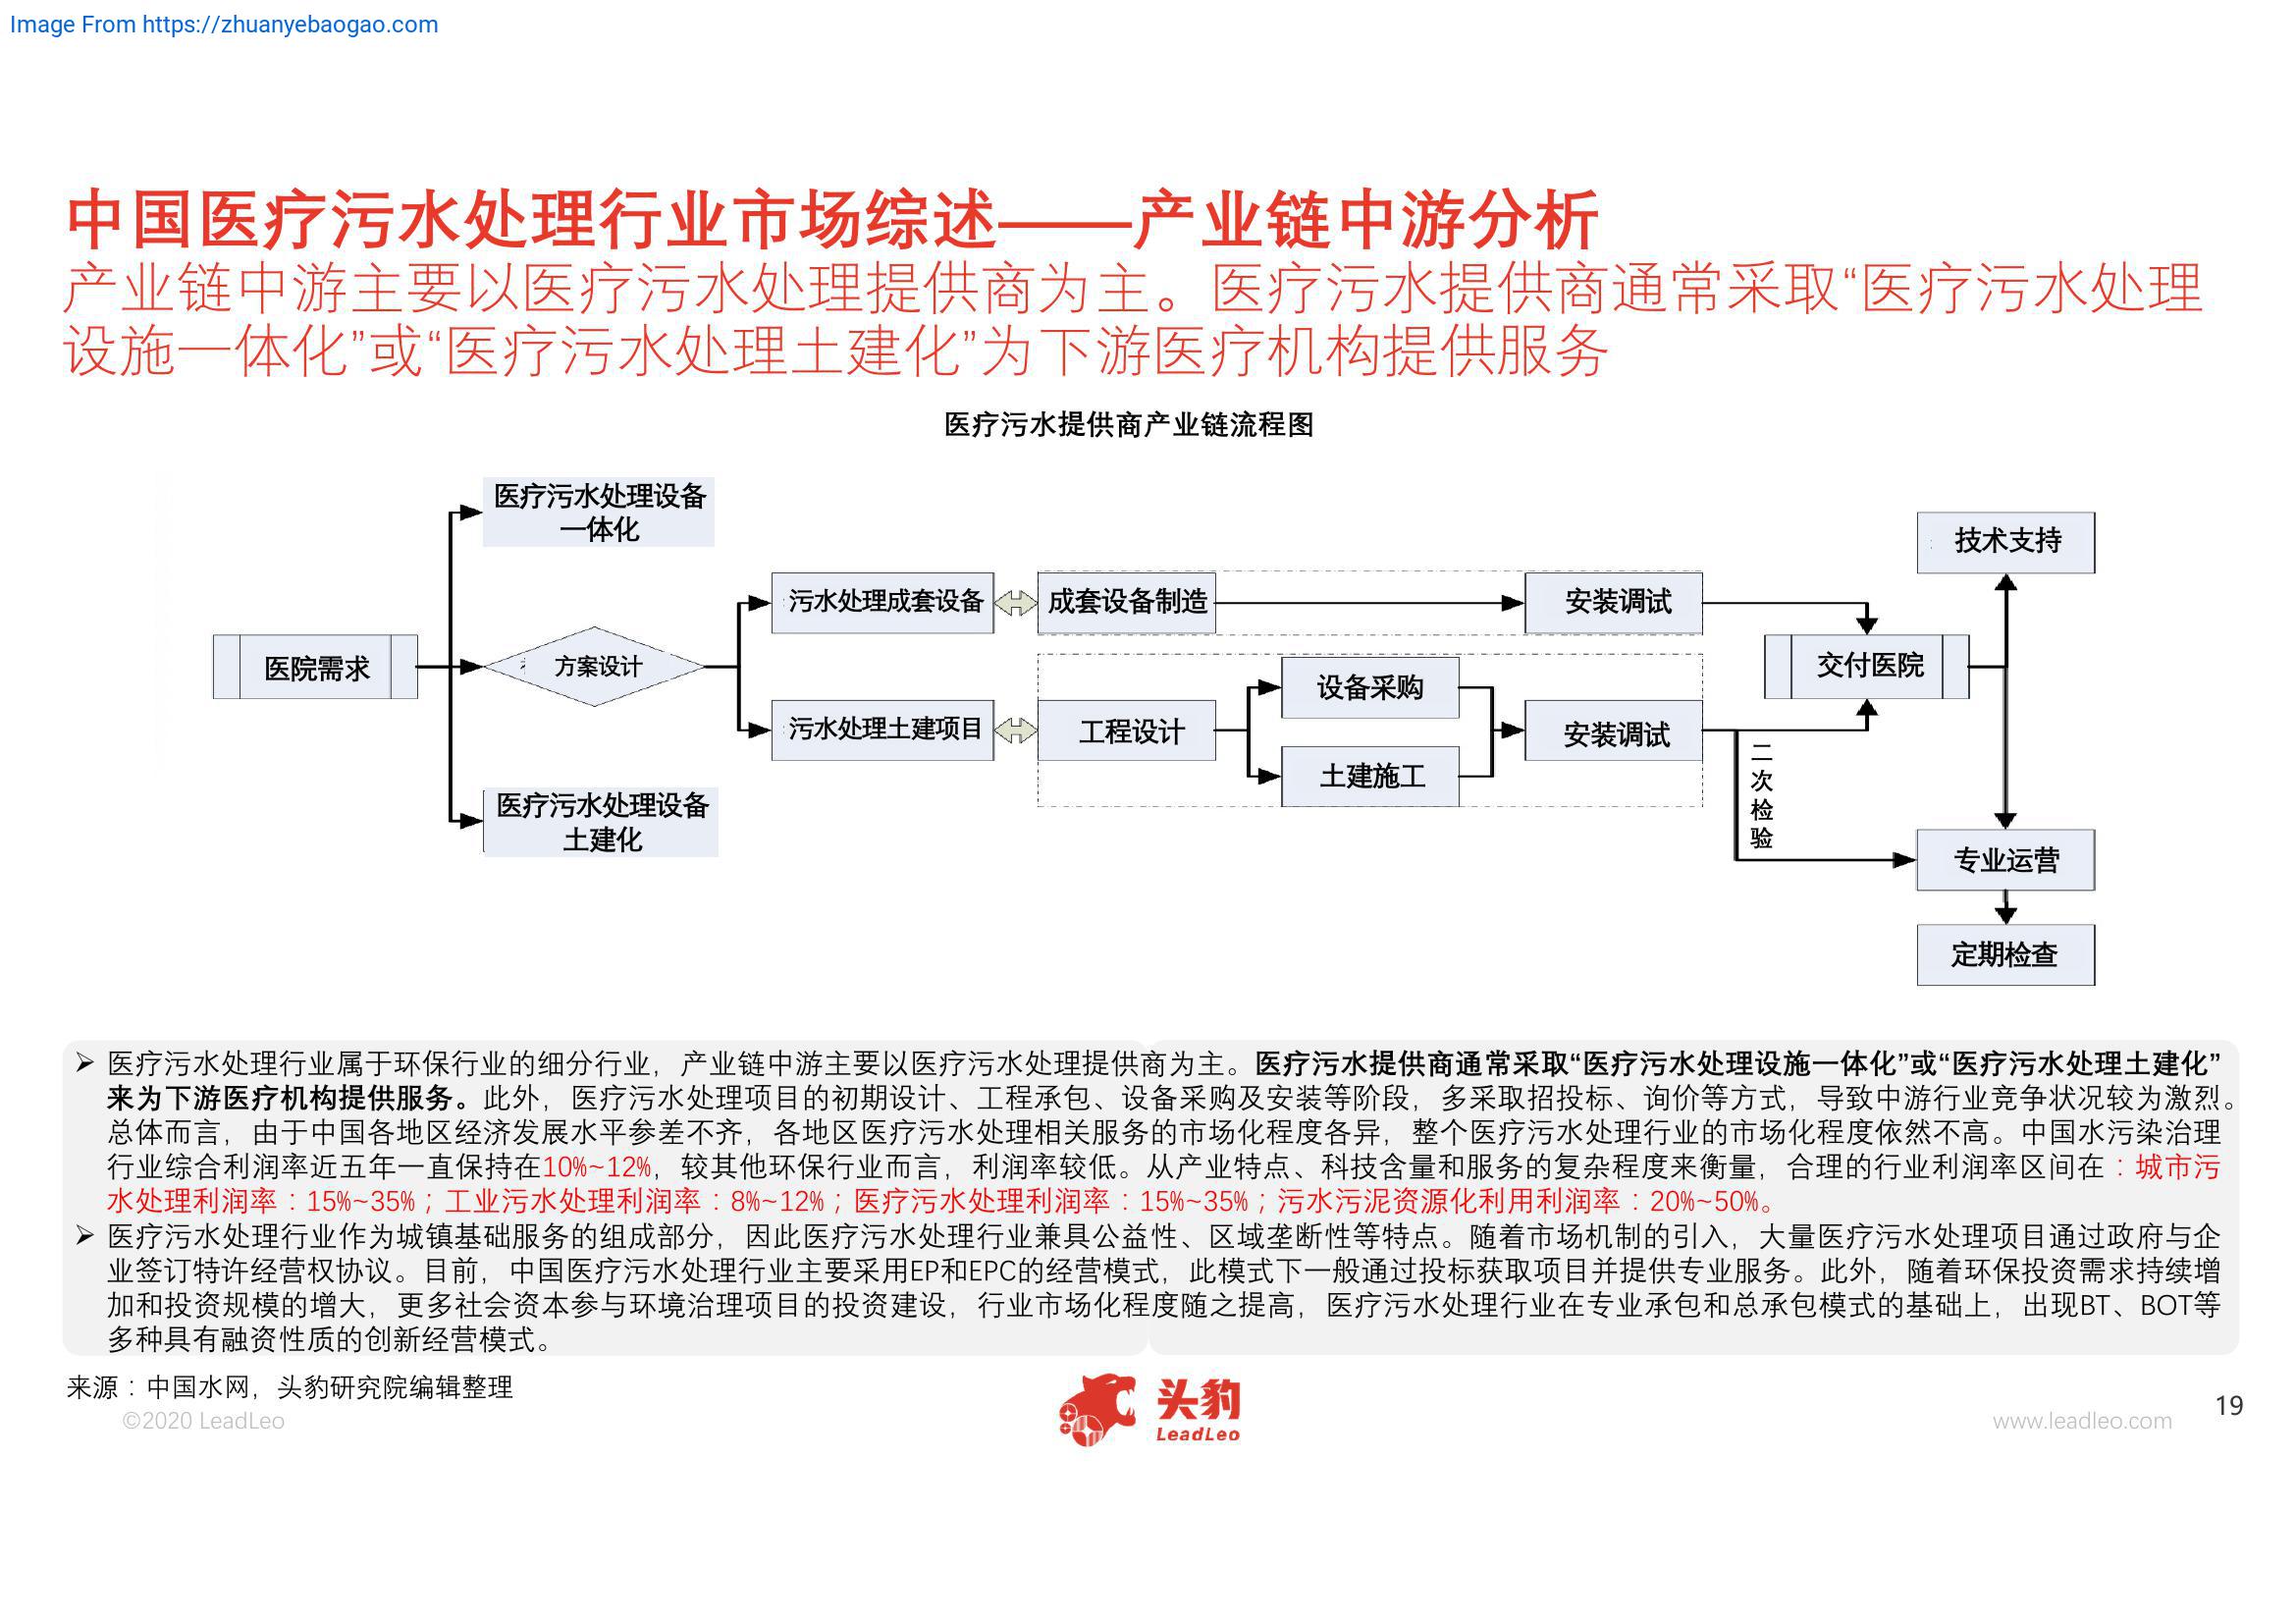 Image From https://zhuanyebaogao.com
中国医疗污水处理行业市场综述——产业链中游分析
产业链中游主要以医疗污水处理提供商为主。医疗污水提供商通常采取“医疗污水处理
设施一体化”或“医疗污水处理土建化”为下游医疗机构提供服务
医疗污水提供商产业链流程图
医疗污水处理设备
一体化
技术支持
污水处理成套设备
成套设备制造
安装调试
医院需求
方案设计
交付医院
设备采购
污水处理土建项目
工程设计
安装调试
土建施工
二
次
检
验
医疗污水处理设备
土建化
专业运营
定期检查
➢ 医疗污水处理行业属于环保行业的细分行业，产业链中游主要以医疗污水处理提供商为主。医疗污水提供商通常采取“医疗污水处理设施一体化”或“医疗污水处理土建化”
来为下游医疗机构提供服务。此外，医疗污水处理项目的初期设计、工程承包、设备采购及安装等阶段，多采取招投标、询价等方式，导致中游行业竞争状况较为激烈。
总体而言，由于中国各地区经济发展水平参差不齐，各地区医疗污水处理相关服务的市场化程度各异，整个医疗污水处理行业的市场化程度依然不高。中国水污染治理
行业综合利润率近五年一直保持在10%~12%，较其他环保行业而言，利润率较低。从产业特点、科技含量和服务的复杂程度来衡量，合理的行业利润率区间在：城市污
水处理利润率：15%~35%；工业污水处理利润率：8%~12%；医疗污水处理利润率：15%~35%；污水污泥资源化利用利润率：20%~50%。
➢ 医疗污水处理行业作为城镇基础服务的组成部分，因此医疗污水处理行业兼具公益性、区域垄断性等特点。随着市场机制的引入，大量医疗污水处理项目通过政府与企
业签订特许经营权协议。目前，中国医疗污水处理行业主要采用EP和EPC的经营模式，此模式下一般通过投标获取项目并提供专业服务。此外，随着环保投资需求持续增
加和投资规模的增大，更多社会资本参与环境治理项目的投资建设，行业市场化程度随之提高，医疗污水处理行业在专业承包和总承包模式的基础上，出现BT、BOT等
多种具有融资性质的创新经营模式。
来源：中国水网，头豹研究院编辑整理
©2020 LeadLeo
头豹
LeadLeo
www.leadleo.com
19